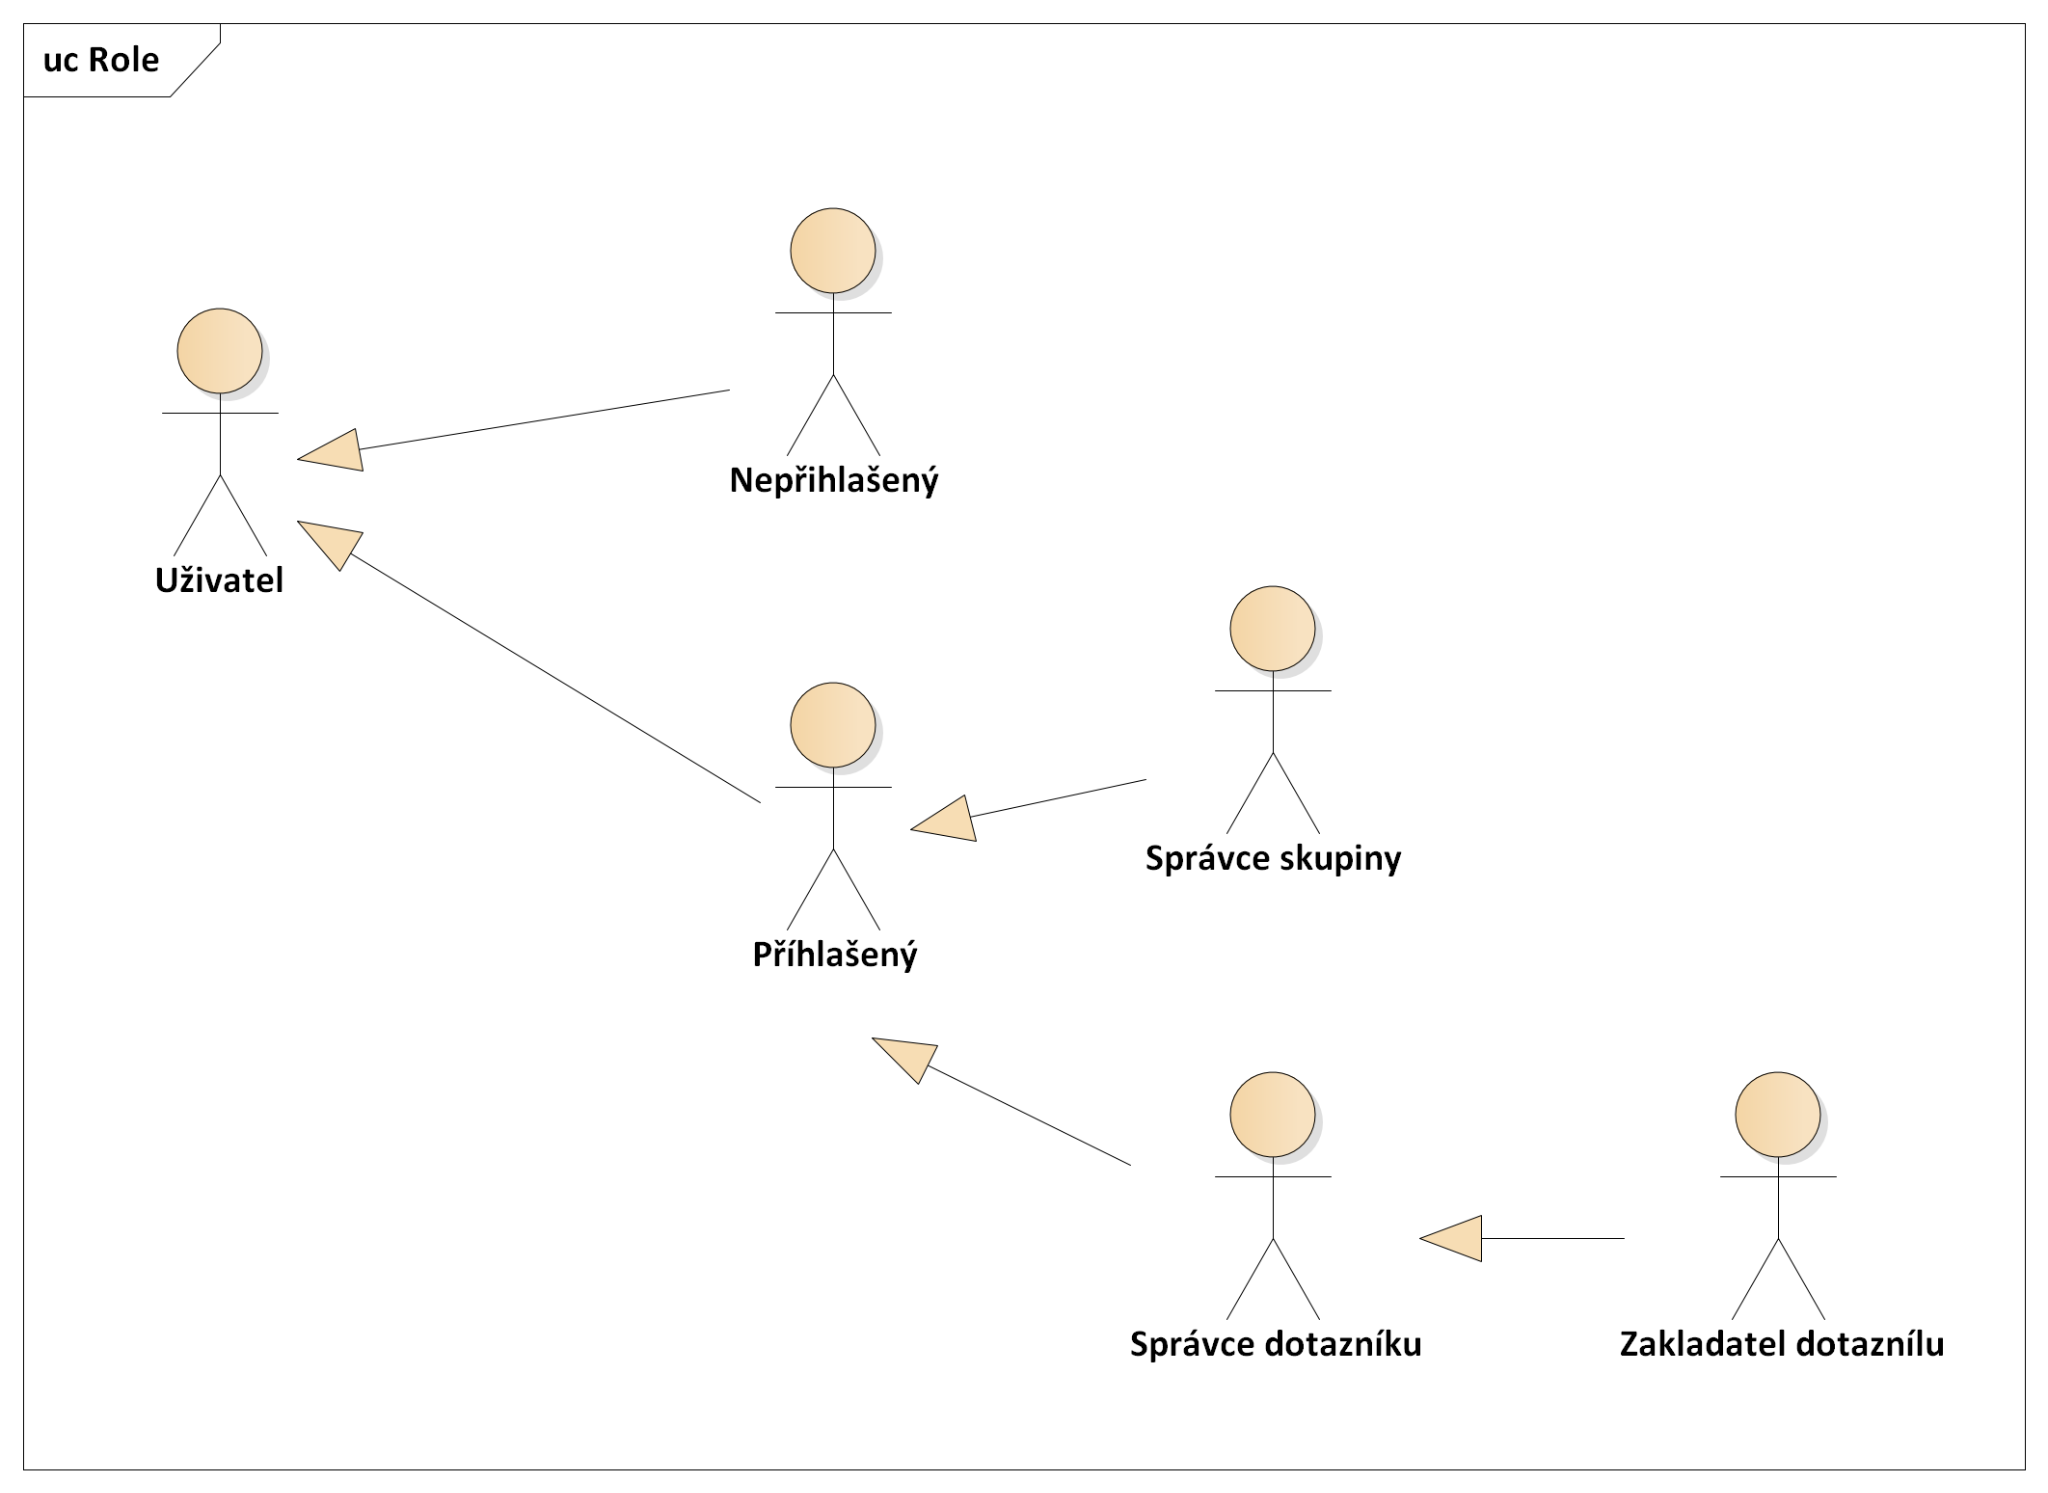 uc Role
Nepřihlašený
Uživatel
Správce skupiny
Příhlašený
Správce dotazníku
Zakladatel dotaznílu